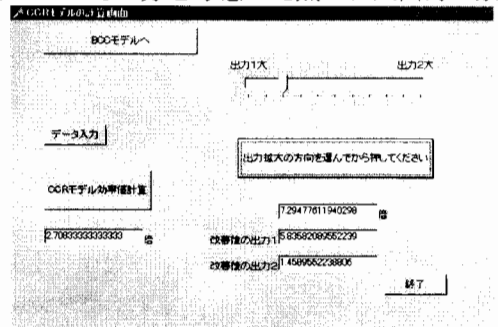 CCRモデルの計算画面
BCCモデルへ
出力1大
出力2大
データ入力
出力拡大の方向を選んでから押してください
CCRモデル効率値計算
7.29477611940298
倍
2.70833333333333
倍
改善後の出力1
5.83582089552239
改善後の出力2
1.4589552238806
終了